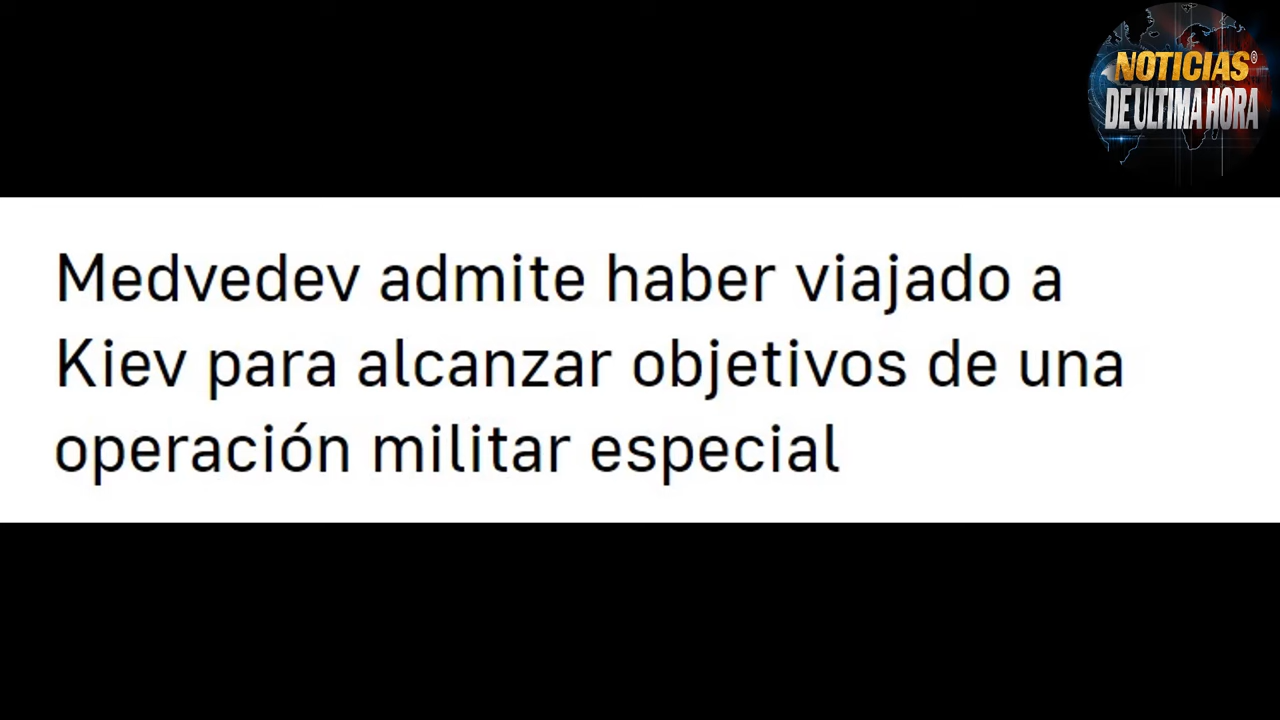 NOTICIAS®
DE ULTIMA HORA
Medvedev admite haber viajado a
Kiev para alcanzar objetivos de una
operación militar especial